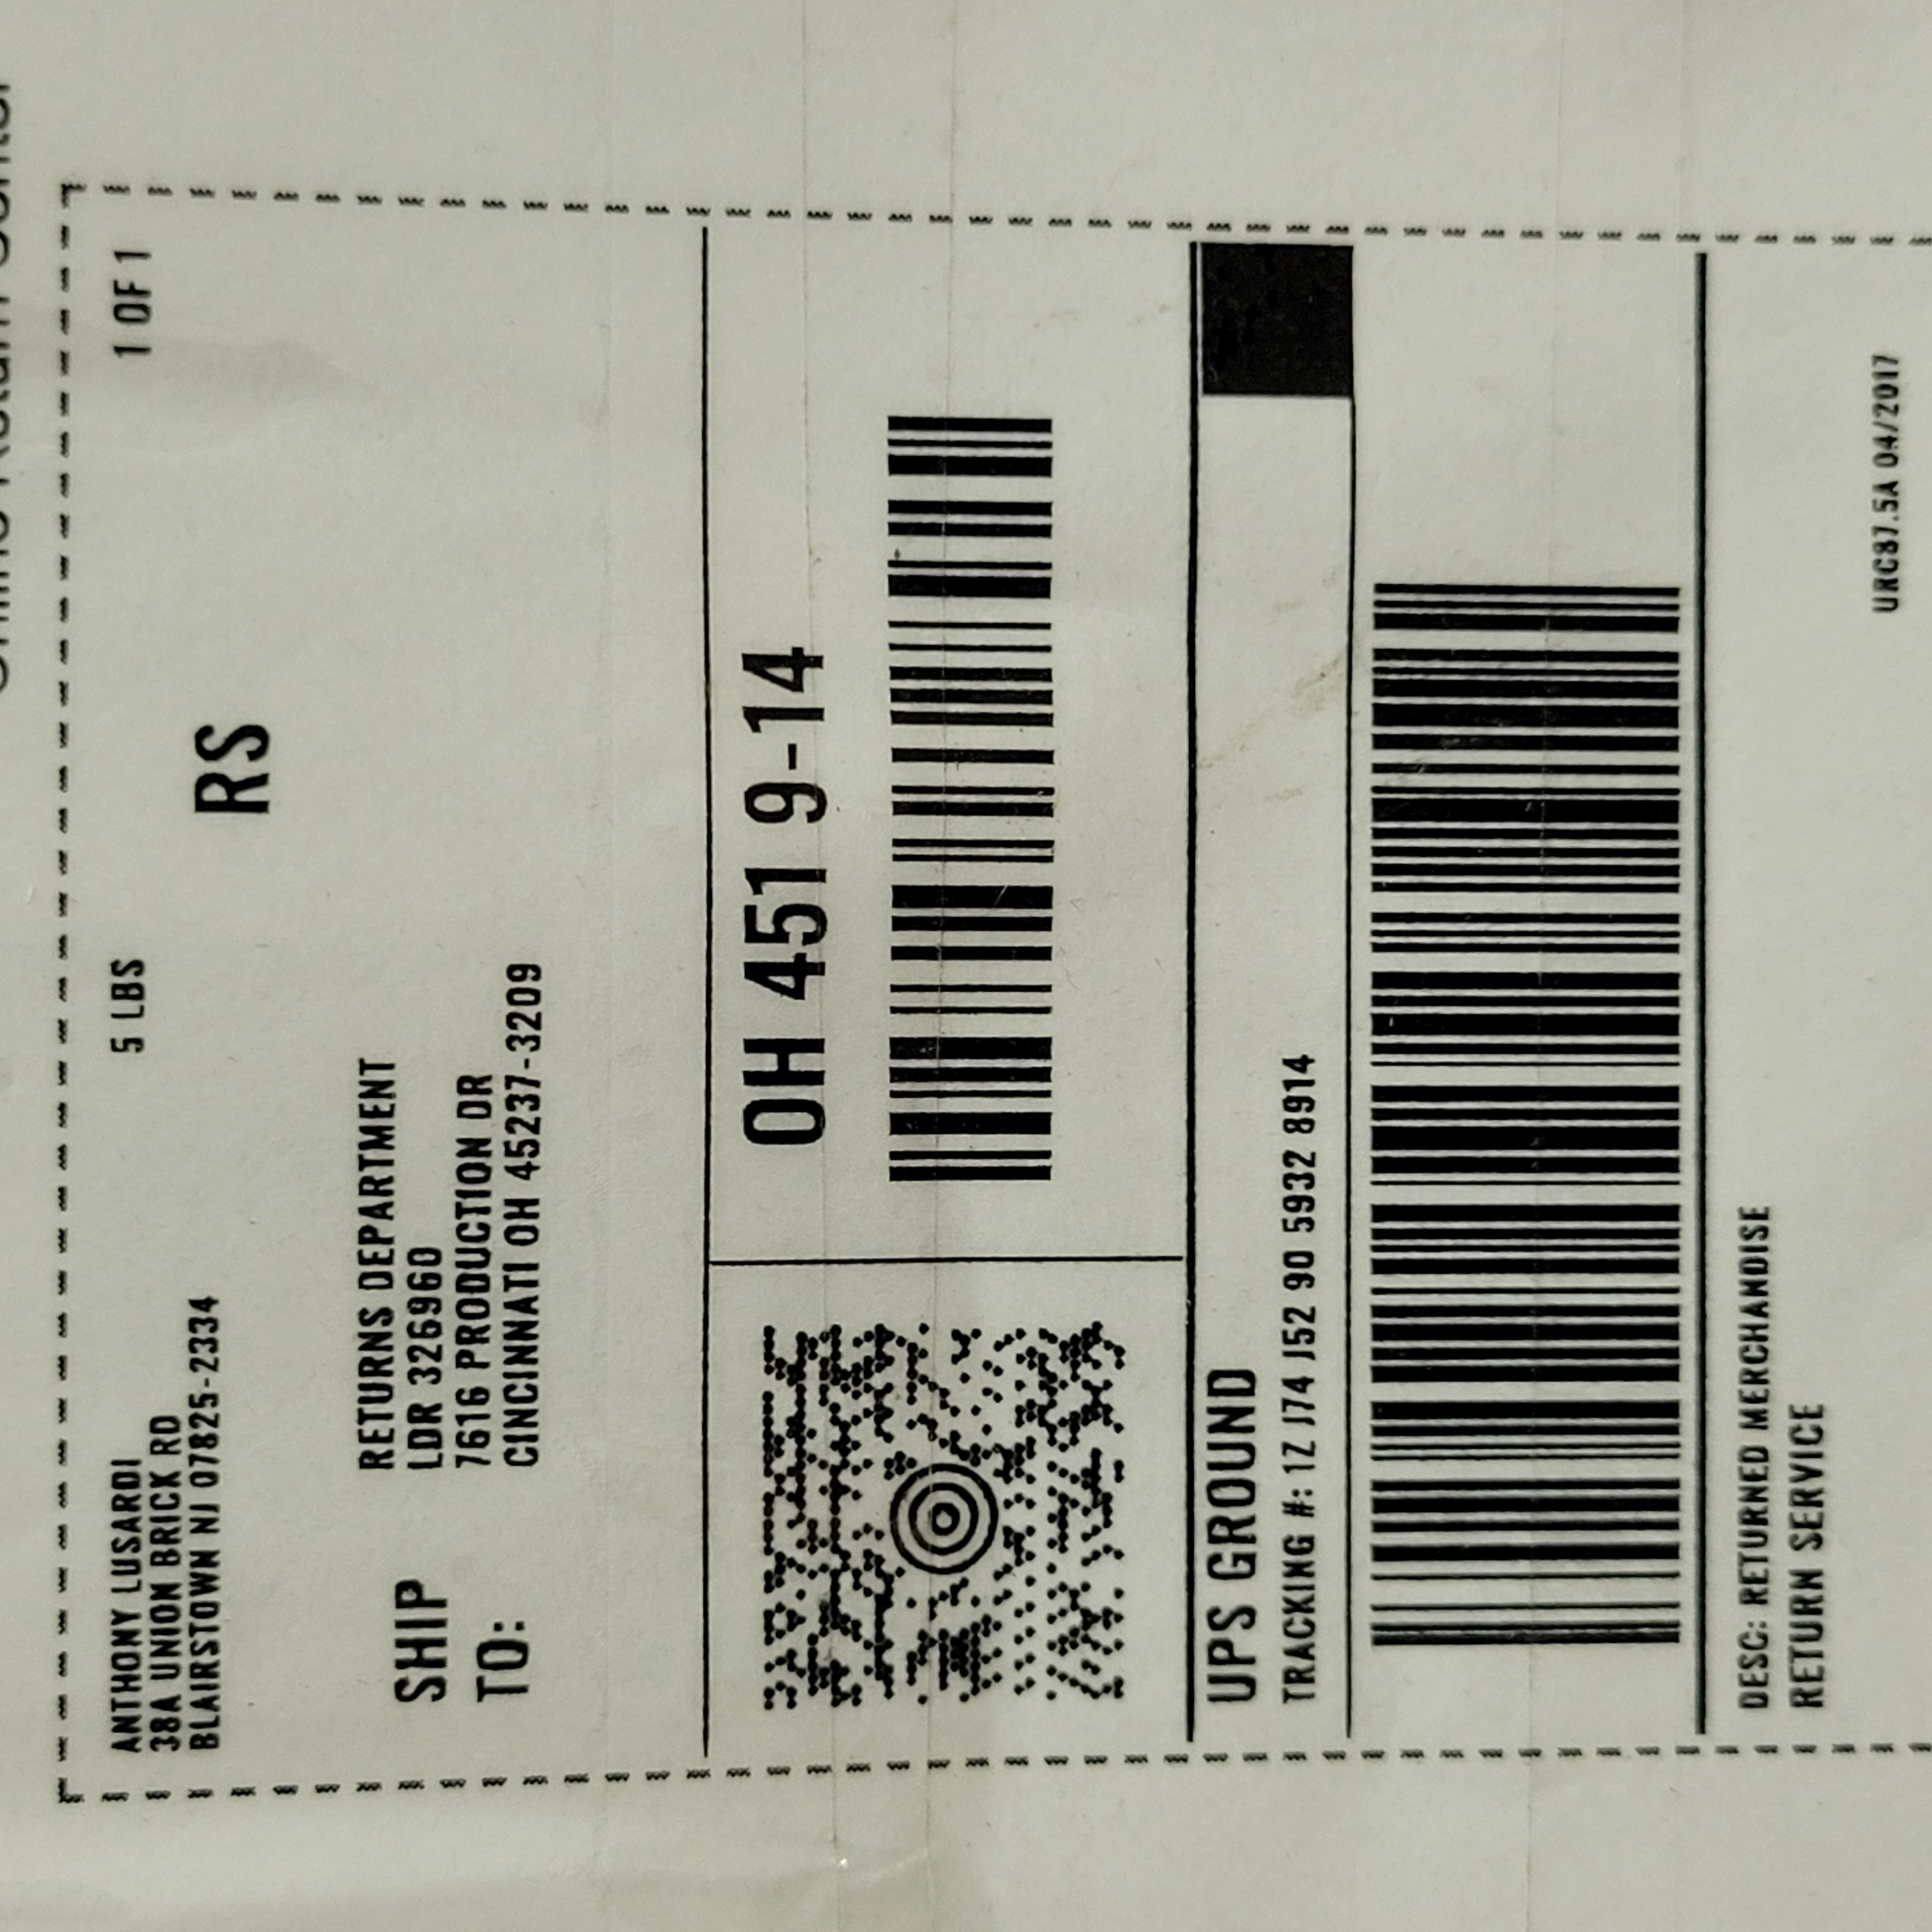 ANTHONY LUSARDI
38A UNION BRICK RD
BLAIRSTOWN NJ 07825-2334
5 LBS
1 OF 1
RS
SHIP
TO:
RETURNS DEPARTMENT
LDR 326960
7616 PRODUCTION DR
CINCINNATI OH 45237-3209
OH 451 9-14
UPS GROUND
TRACKING #: 1Z J74 J52 90 5932 8914
DESC: RETURNED MERCHANDISE
RETURN SERVICE
URC87.5A 04/2017